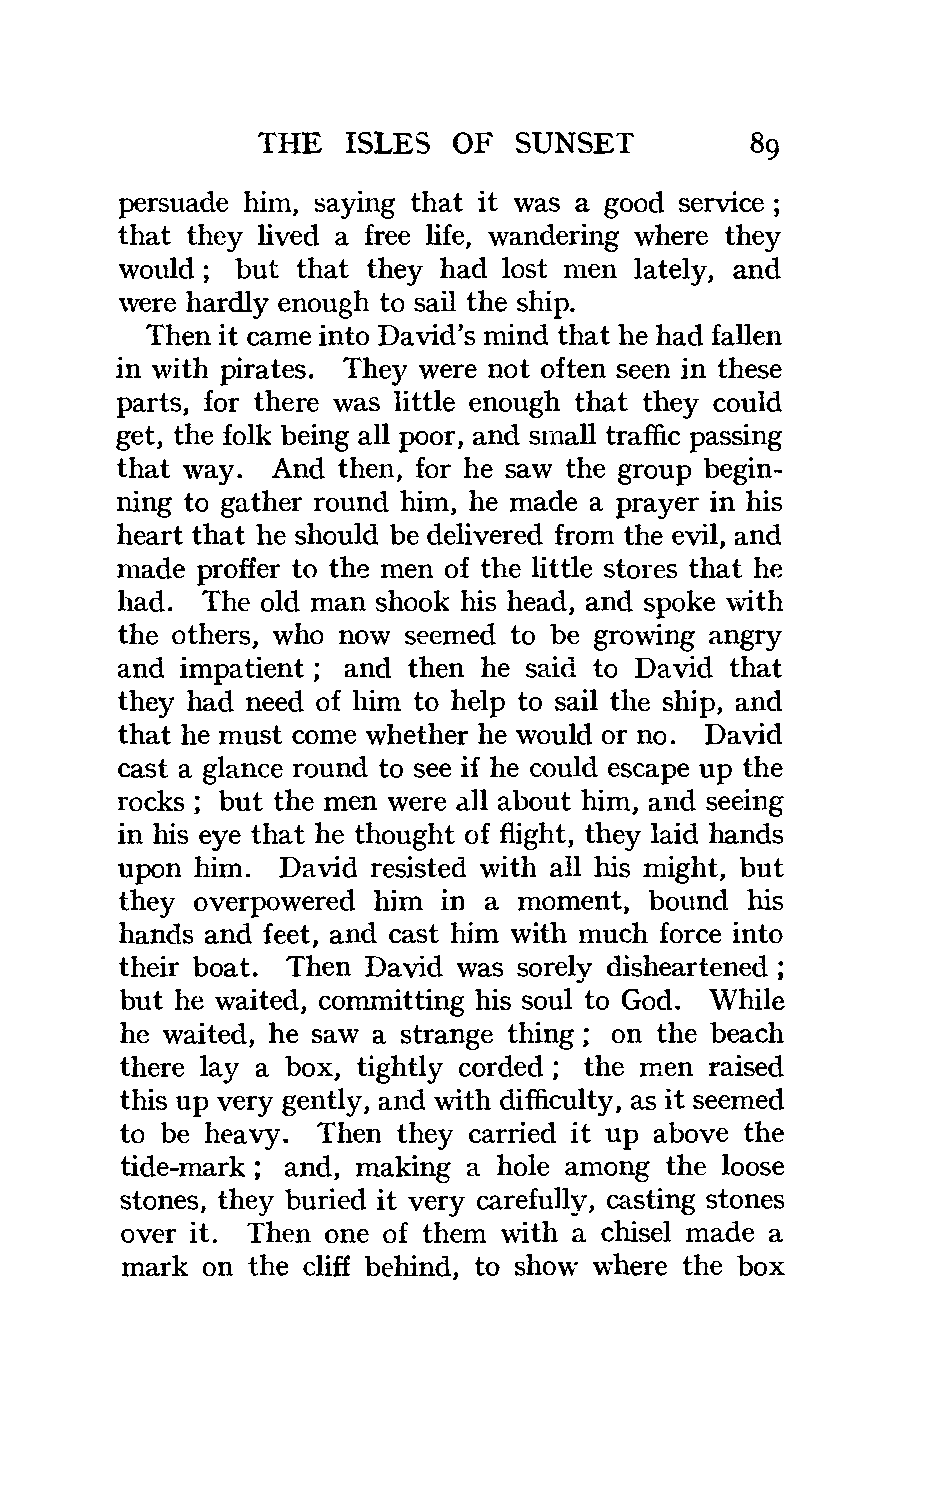 THE ISLES OF SUNSET 89
persuade him, saying that it was a good service ;
that they lived a free life, wandering where they
would ; but that they had lost men lately, and
were hardly enough to sail the ship.
Then it came into David's mind that he had fallen
in with pirates. They were not often seen in these
parts, for there was little enough that they could
get, the folk being all poor, and small traffic passing
that way. And then, for he saw the group begin-
ning to gather round him, he made a prayer in his
heart that he should be delivered from the evil, and
made proffer to the men of the little stores that he
had. The old man shook his head, and spoke with
the others, who now seemed to be growing angry
and impatient ; and then he said to David that
they had need of him to help to sail the ship, and
that he must come whether he would or no. David
cast a glance round to see if he could escape up the
rocks ; but the men were all about him, and seeing
in his eye that he thought of flight, they laid hands
upon him. David resisted with all his might, but
they overpowered him in a moment, bound his
hands and feet, and cast him with much force into
their boat. Then David was sorely disheartened ;
but he waited, committing his soul to God. While
he waited, he saw a strange thing ; on the beach
there lay a box, tightly corded ; the men raised
this up very gently, and with difficulty, as it seemed
to be heavy. Then they carried it up above the
tide-mark ; and, making a hole among the loose
stones, they buried it very carefully, casting stones
over it. Then one of them with a chisel made a
mark on the cliff behind, to show where the box